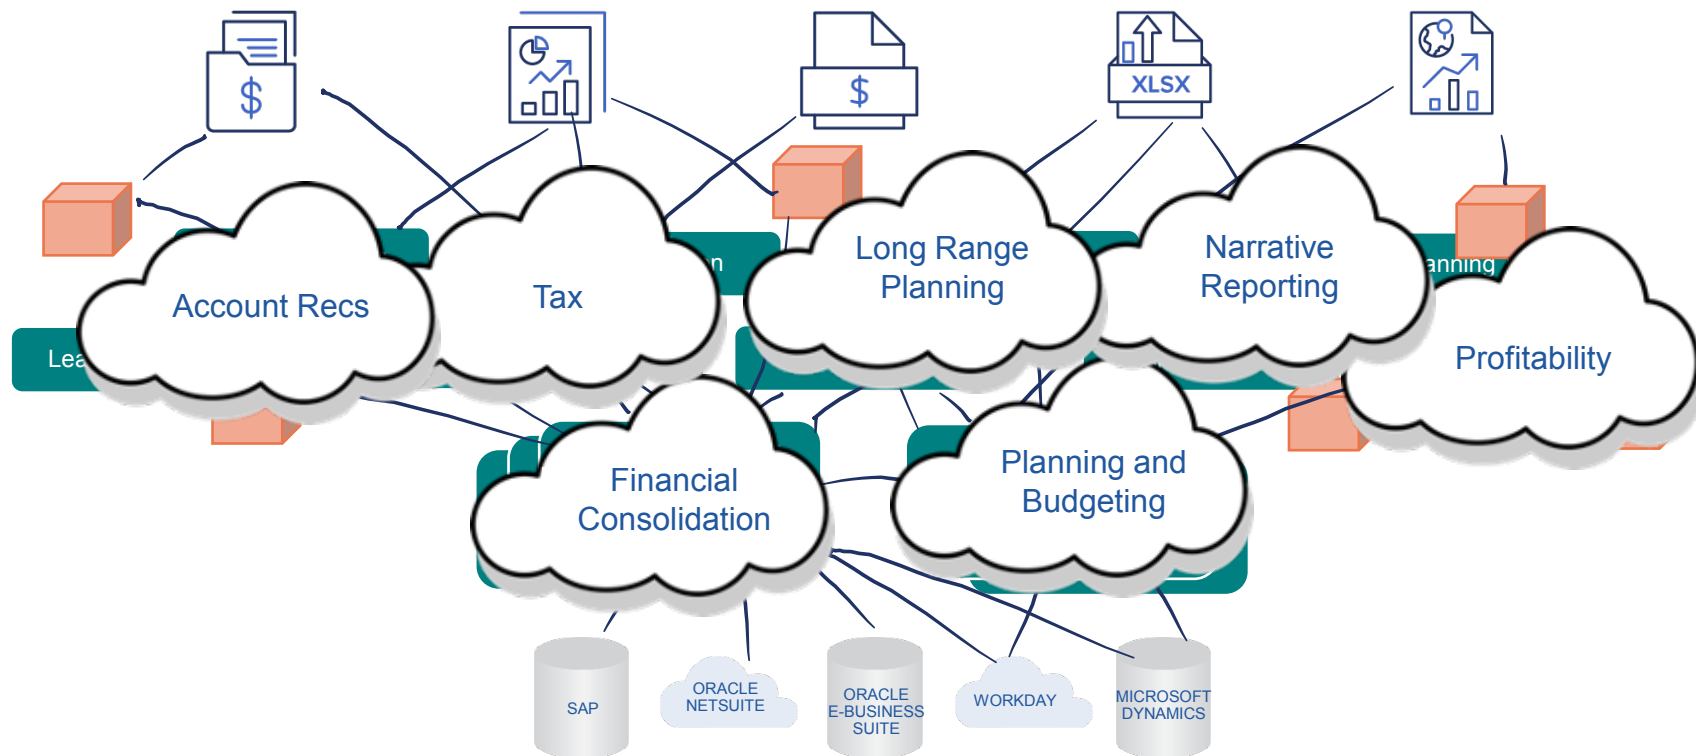 $
$
XLSX
Account Recs
Tax
Long Range
Planning
Narrative
Reporting
Profitability
Financial
Consolidation
Planning and
Budgeting
SAP
ORACLE
NETSUITE
ORACLE
E-BUSINESS
SUITE
WORKDAY
MICROSOFT
DYNAMICS